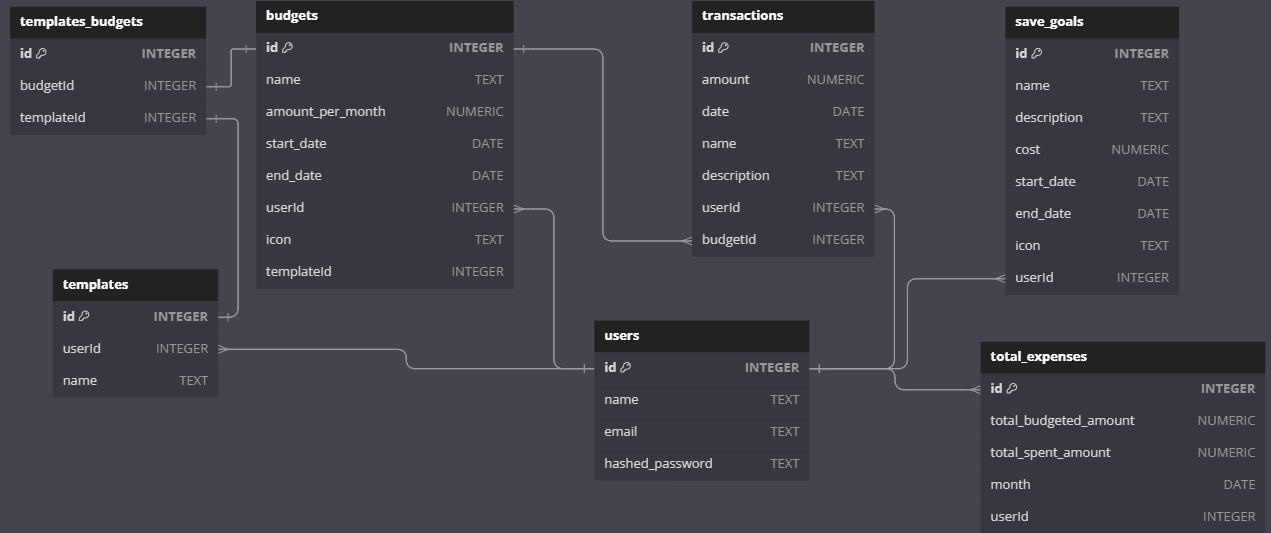 templates_budgets
id INTEGER
budgetId INTEGER
templateId INTEGER
budgets
id INTEGER
name TEXT
amount_per_month NUMERIC
start_date DATE
end_date DATE
userId INTEGER
icon TEXT
templateId INTEGER
transactions
id INTEGER
amount NUMERIC
date DATE
name TEXT
description TEXT
userId INTEGER
budgetId INTEGER
save_goals
id INTEGER
name TEXT
description TEXT
cost NUMERIC
start_date DATE
end_date DATE
icon TEXT
userId INTEGER
templates
id INTEGER
userId INTEGER
name TEXT
users
id INTEGER
name TEXT
email TEXT
hashed_password TEXT
total_expenses
id INTEGER
total_budgeted_amount NUMERIC
total_spent_amount NUMERIC
month DATE
userId INTEGER